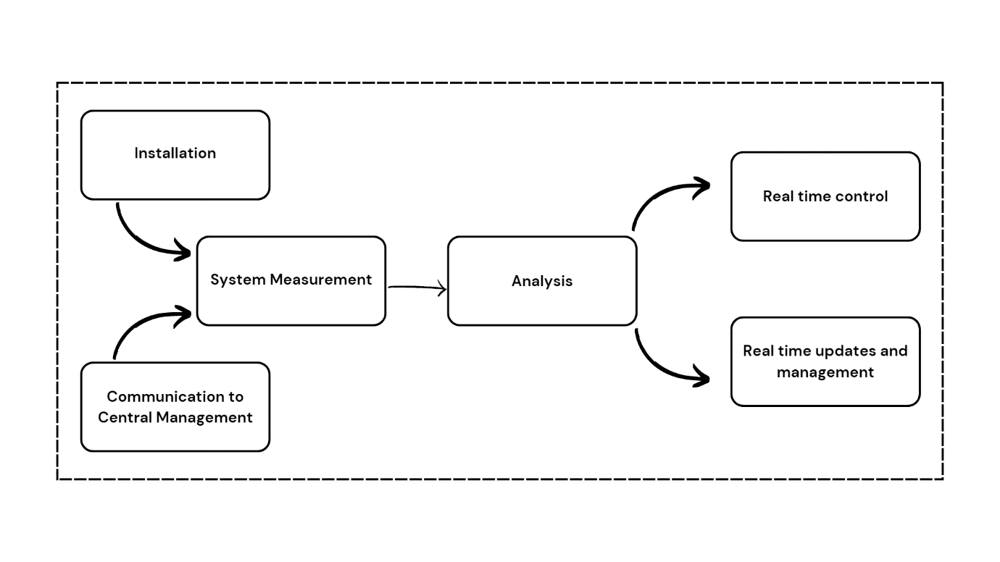 Installation
Real time control
System Measurement
Analysis
Real time updates and
management
Communication to
Central Management